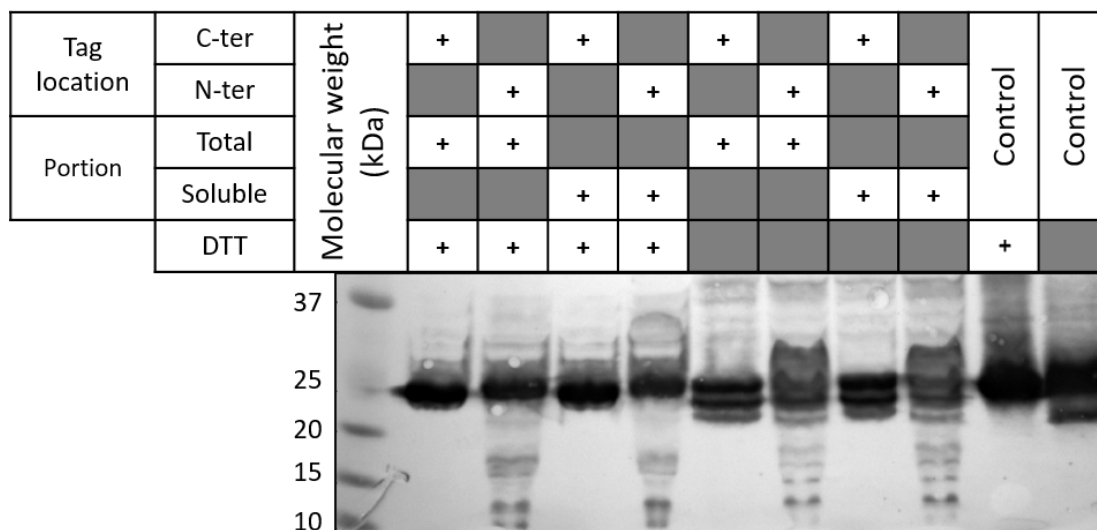 Tag location C-ter + + + +
N-ter + + + +
Portion Total + + + +
Soluble + + + +
DTT + + + + +
Molecular weight (kDa)
Control
Control
37
25
20
15
10